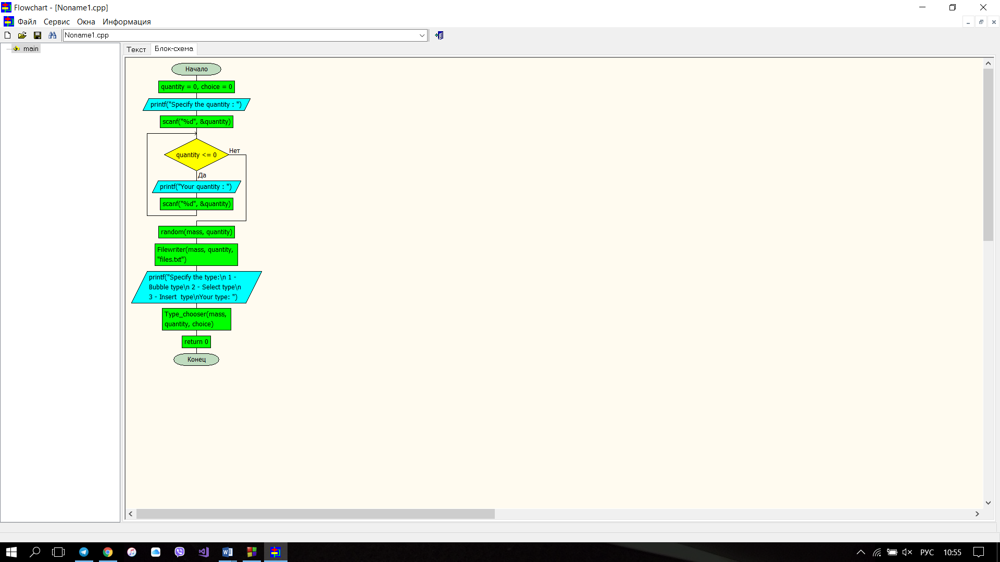 Flowchart - [Noname1.cpp]
Файл Сервис Окна Информация
Noname1.cpp
main
Текст Блок-схема
Начало
quantity = 0, choice = 0
printf("Specify the quantity : ")
scanf("%d", &quantity)
quantity <= 0
Нет
Да
printf("Your quantity : ")
scanf("%d", &quantity)
random(mass, quantity)
Filewriter(mass, quantity,
"files.txt")
printf("Specify the type:\n 1 -
Bubble type\n 2 - Select type\n
3 - Insert  type\nYour type: ")
Type_chooser(mass,
quantity, choice)
return 0
Конец
РУС 10:55